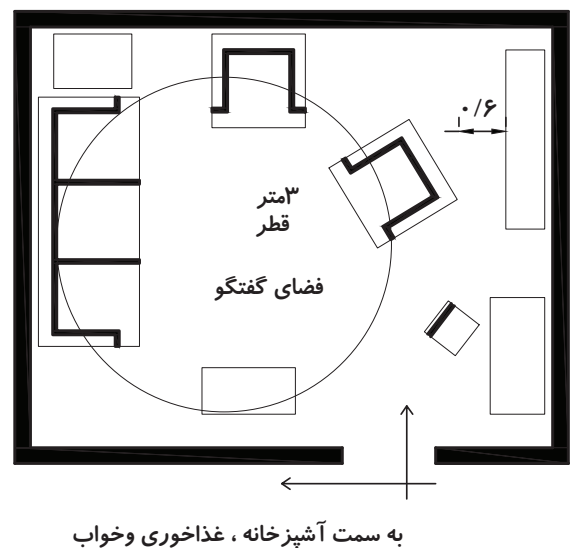 ۰/۶
۳متر
قطر
فضای گفتگو
به سمت آشپزخانه ، غذاخوری وخواب